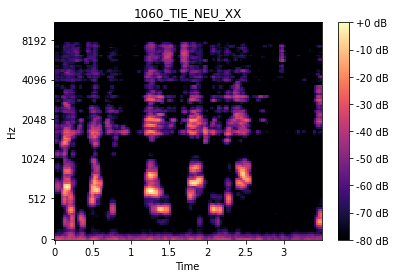 1060_TIE_NEU_XX
8192
4096
2048
1024
512
0
Hz
0
0.5
1
1.5
2
2.5
3
Time
+0 dB
-10 dB
-20 dB
-30 dB
-40 dB
-50 dB
-60 dB
-70 dB
-80 dB